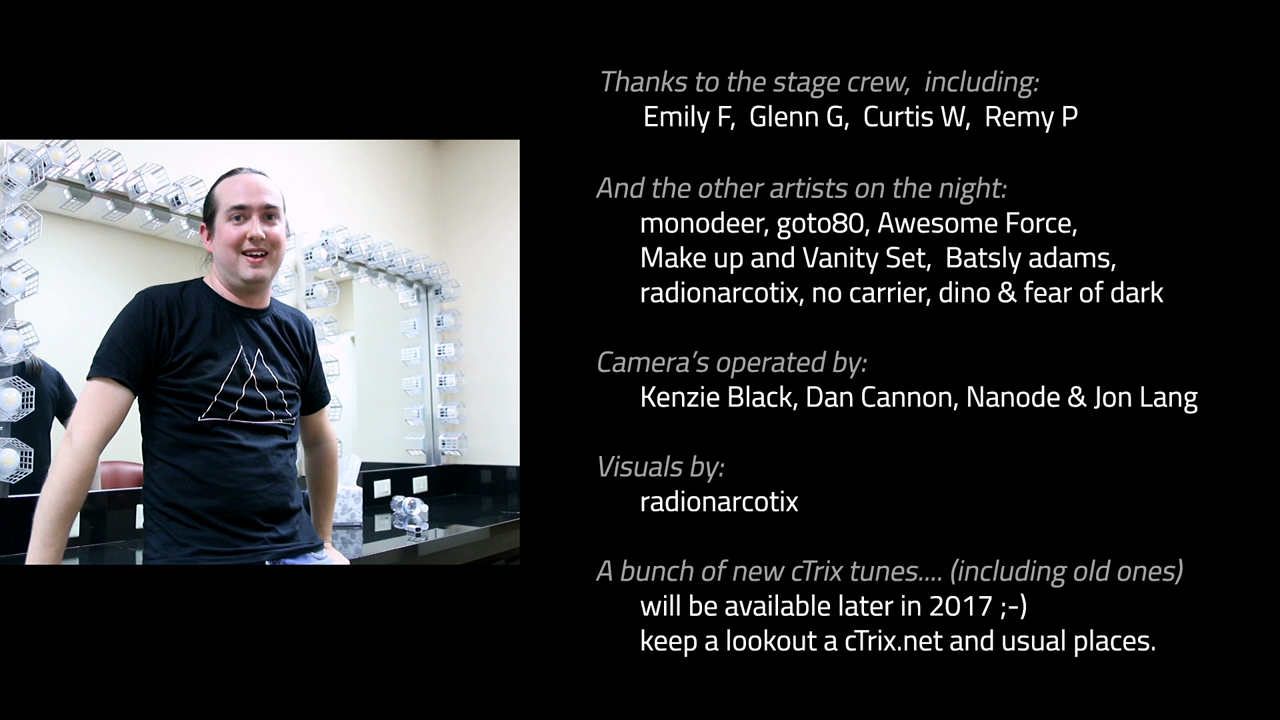 Thanks to the stage crew, including:
Emily F, Glenn G, Curtis W, Remy P
And the other artists on the night:
monodeer, goto80, Awesome Force,
Make up and Vanity Set, Batsly adams,
radionarcotix, no carrier, dino & fear of dark
Camera's operated by:
Kenzie Black, Dan Cannon, Nanode & Jon Lang
Visuals by:
radionarcotix
A bunch of new cTrix tunes.... (including old ones)
will be available later in 2017 ;-)
keep a lookout a cTrix.net and usual places.